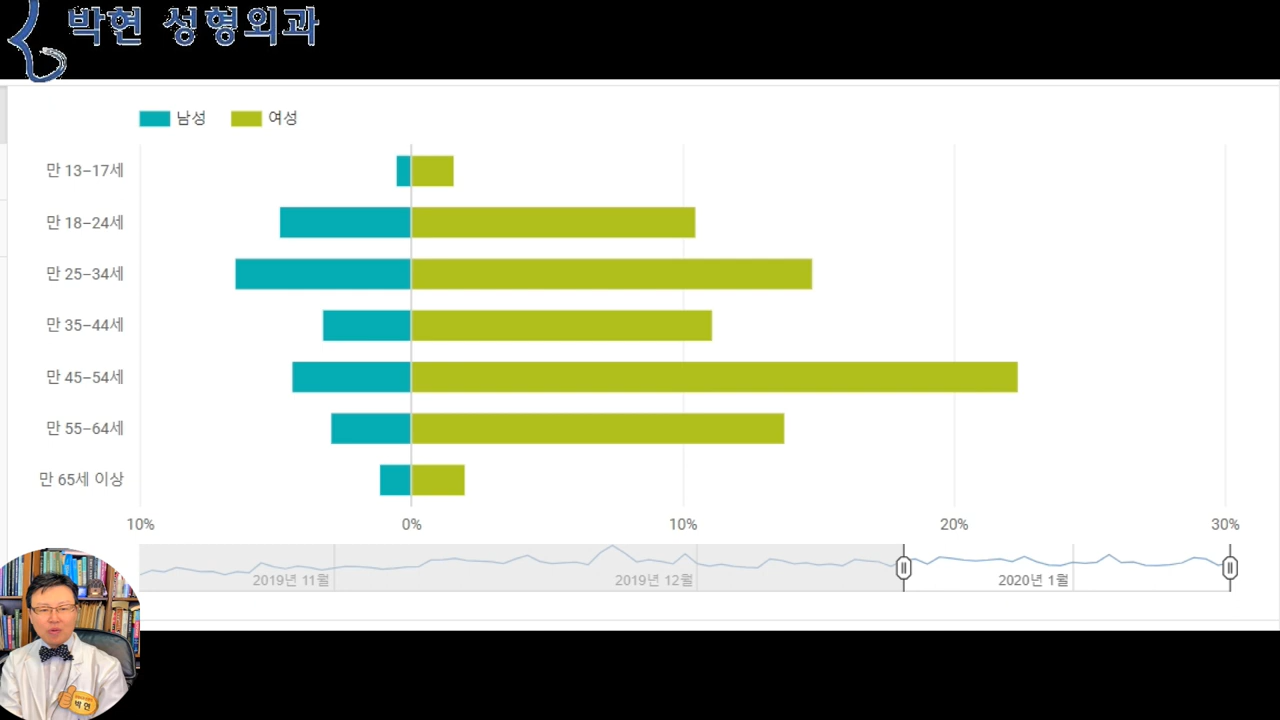 박현 성형외과
남성 여성
만 13–17세
만 18–24세
만 25–34세
만 35–44세
만 45–54세
만 55–64세
만 65세 이상
10% 0% 10% 20% 30%
2019년 11월 2019년 12월 2020년 1월
박현